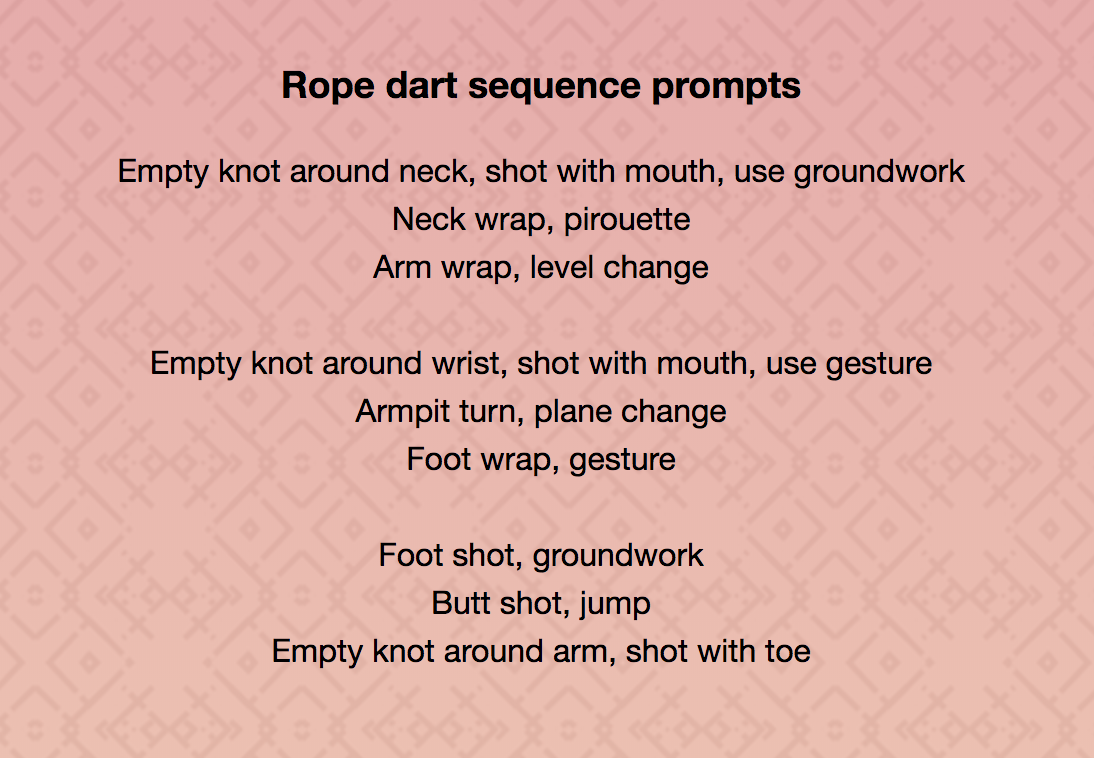 Rope dart sequence prompts
Empty knot around neck, shot with mouth, use groundwork
Neck wrap, pirouette
Arm wrap, level change
Empty knot around wrist, shot with mouth, use gesture
Armpit turn, plane change
Foot wrap, gesture
Foot shot, groundwork
Butt shot, jump
Empty knot around arm, shot with toe